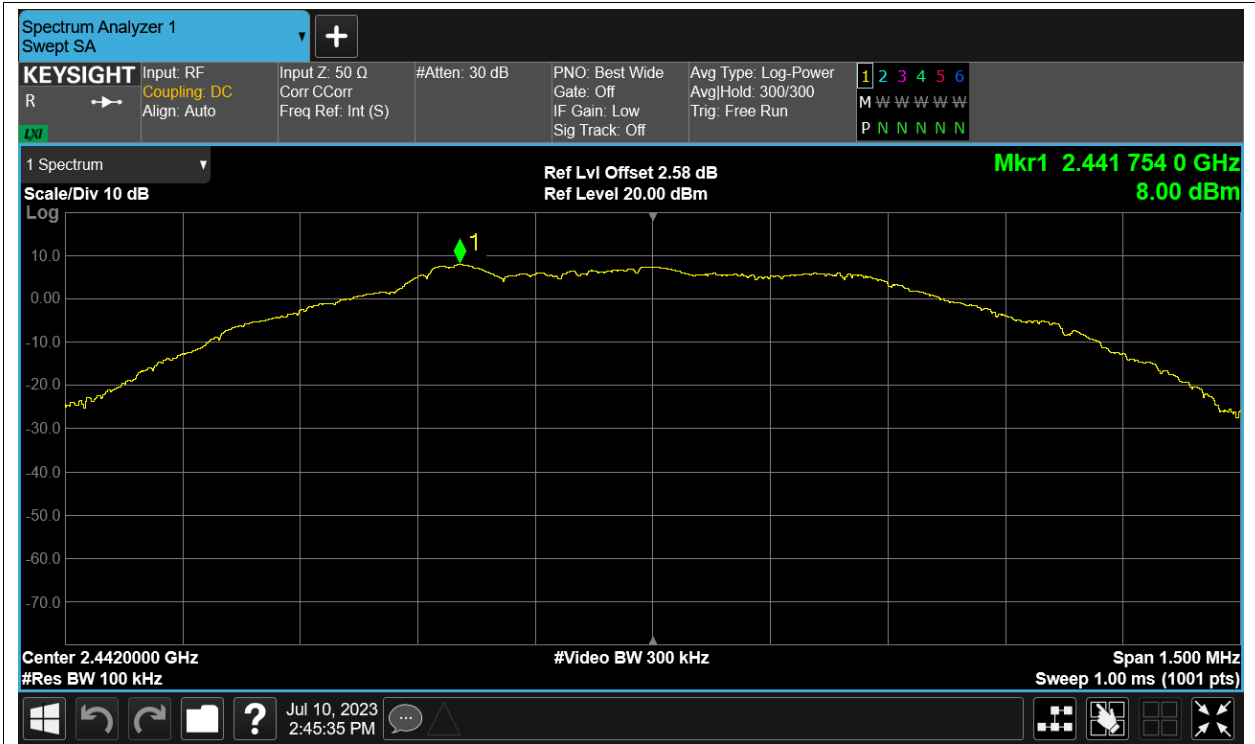 Spectrum Analyzer 1
Swept SA
KEYSIGHT
R
LXI
Input: RF
Coupling: DC
Align: Auto
Input Z: 50 Ω
Corr CCorr
Freq Ref: Int (S)
#Atten: 30 dB
PNO: Best Wide
Gate: Off
IF Gain: Low
Sig Track: Off
Avg Type: Log-Power
Avg|Hold: 300/300
Trig: Free Run
1 2 3 4 5 6
M W W W W W
P N N N N N
1 Spectrum
Scale/Div 10 dB
Log
Ref Lvl Offset 2.58 dB
Ref Level 20.00 dBm
Mkr1 2.441 754 0 GHz
8.00 dBm
1
10.0
0.00
-10.0
-20.0
-30.0
-40.0
-50.0
-60.0
-70.0
Center 2.4420000 GHz
#Res BW 100 kHz
#Video BW 300 kHz
Span 1.500 MHz
Sweep 1.00 ms (1001 pts)
?
Jul 10, 2023
2:45:35 PM